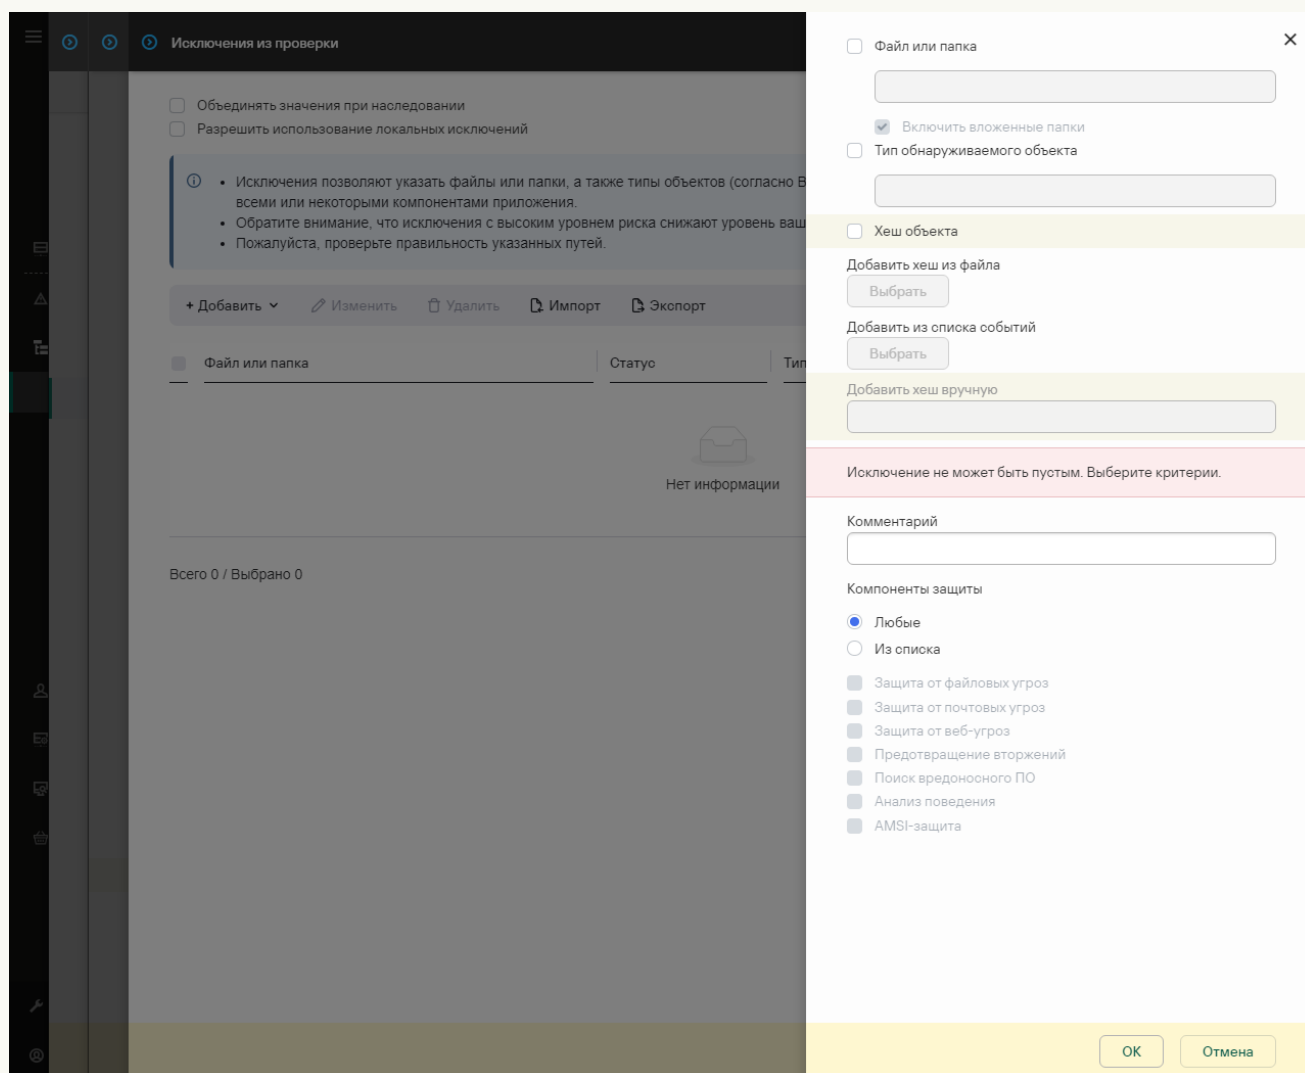 Исключения из проверки
Объединять значения при наследовании
Разрешить использование локальных исключений
Исключения позволяют указать файлы или папки, а также типы объектов (согласно В
всеми или некоторыми компонентами приложения.
Обратите внимание, что исключения с высоким уровнем риска снижают уровень ваш
Пожалуйста, проверьте правильность указанных путей.
+ Добавить
Изменить
Удалить
Импорт
Экспорт
Файл или папка
Статус
Тип
Нет информации
Всего 0 / Выбрано 0
Файл или папка
Включить вложенные папки
Тип обнаруживаемого объекта
Хеш объекта
Добавить хеш из файла
Выбрать
Добавить из списка событий
Выбрать
Добавить хеш вручную
Исключение не может быть пустым. Выберите критерии.
Комментарий
Компоненты защиты
Любые
Из списка
Защита от файловых угроз
Защита от почтовых угроз
Защита от веб-угроз
Предотвращение вторжений
Поиск вредоносного ПО
Анализ поведения
AMSI-защита
ОК
Отмена